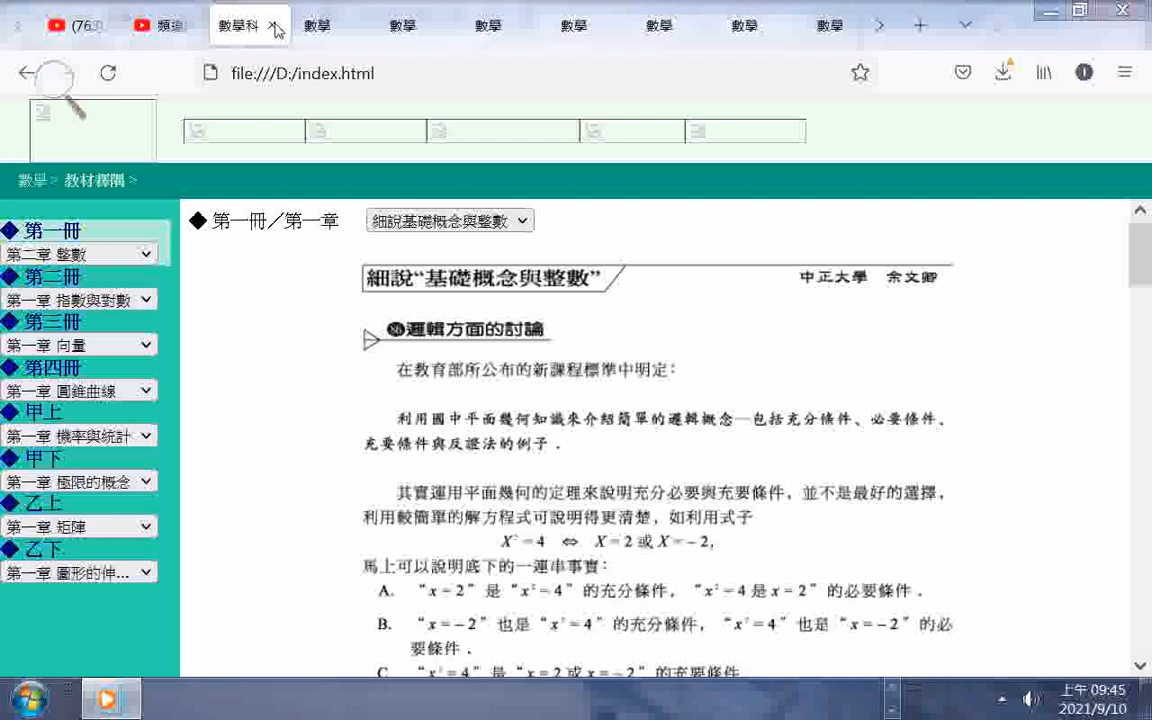 (763
頻道
數學科
數學
數學
數學
數學
數學
數學
數學
file:///D:/index.html
數學 > 教材釋闡 >
◆ 第一冊
第二章 整數
◆ 第二冊
第一章 指數與對數
◆ 第三冊
第一章 向量
◆ 第四冊
第一章 圓錐曲線
◆ 甲上
第一章 機率與統計
◆ 甲下
第一章 極限的概念
◆ 乙上
第一章 矩陣
◆ 乙下
第一章 圖形的伸...
◆ 第一冊／第一章 細說基礎概念與整數
細說“基礎概念與整數” 中正大學 余文卿
邏輯方面的討論
在教育部所公布的新課程標準中明定：
利用國中平面幾何知識來介紹簡單的邏輯概念—包括充分條件、必要條件、
充要條件與反證法的例子．
其實運用平面幾何的定理來說明充分必要與充要條件，並不是最好的選擇，
利用較簡單的解方程式可說明得更清楚，如利用式子
X²=4 ⇔ X=2 或 X=－2，
馬上可以說明底下的一連串事實：
A. “x=2” 是 “x²=4” 的充分條件，“x²=4 是 x=2” 的必要條件．
B. “x=－2” 也是 “x²=4” 的充分條件，“x²=4” 也是 “x=－2” 的必
要條件．
C. “x²=4” 是 “x=2 或 x=－2” 的充要條件
上午 09:45
2021/9/10